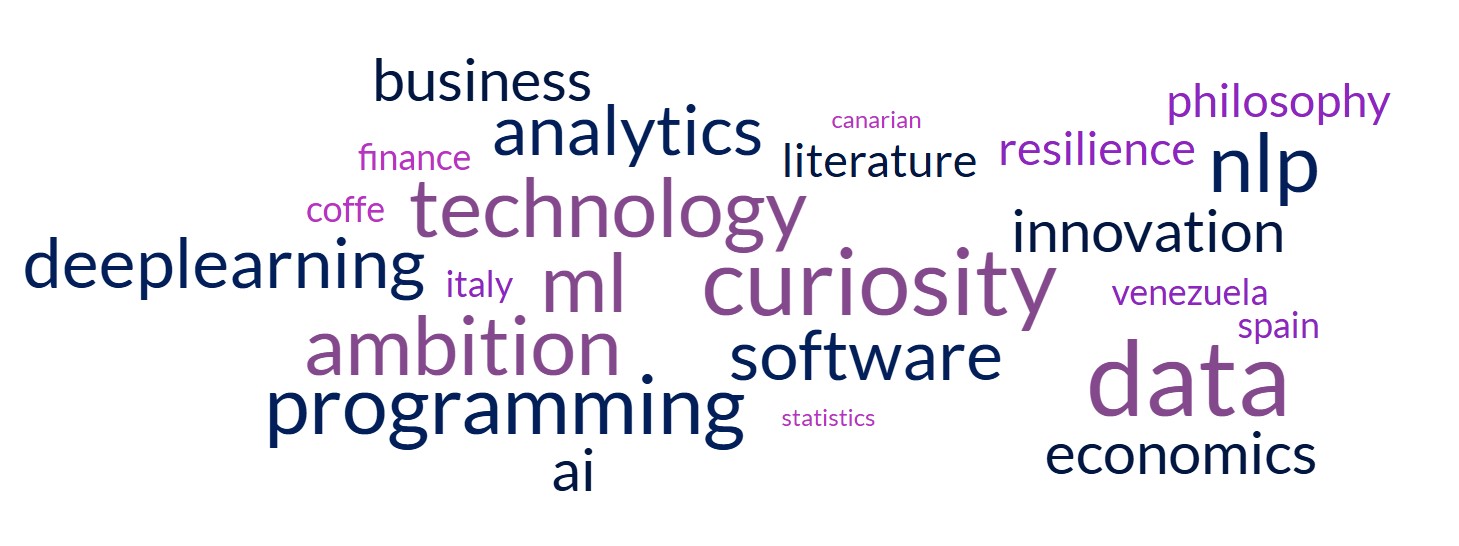 business
philosophy
analytics
canarian
finance
literature
resilience
nlp
coffe
technology
innovation
deeplearning
italy
ml
curiosity
venezuela
spain
ambition
software
data
programming
statistics
economics
ai